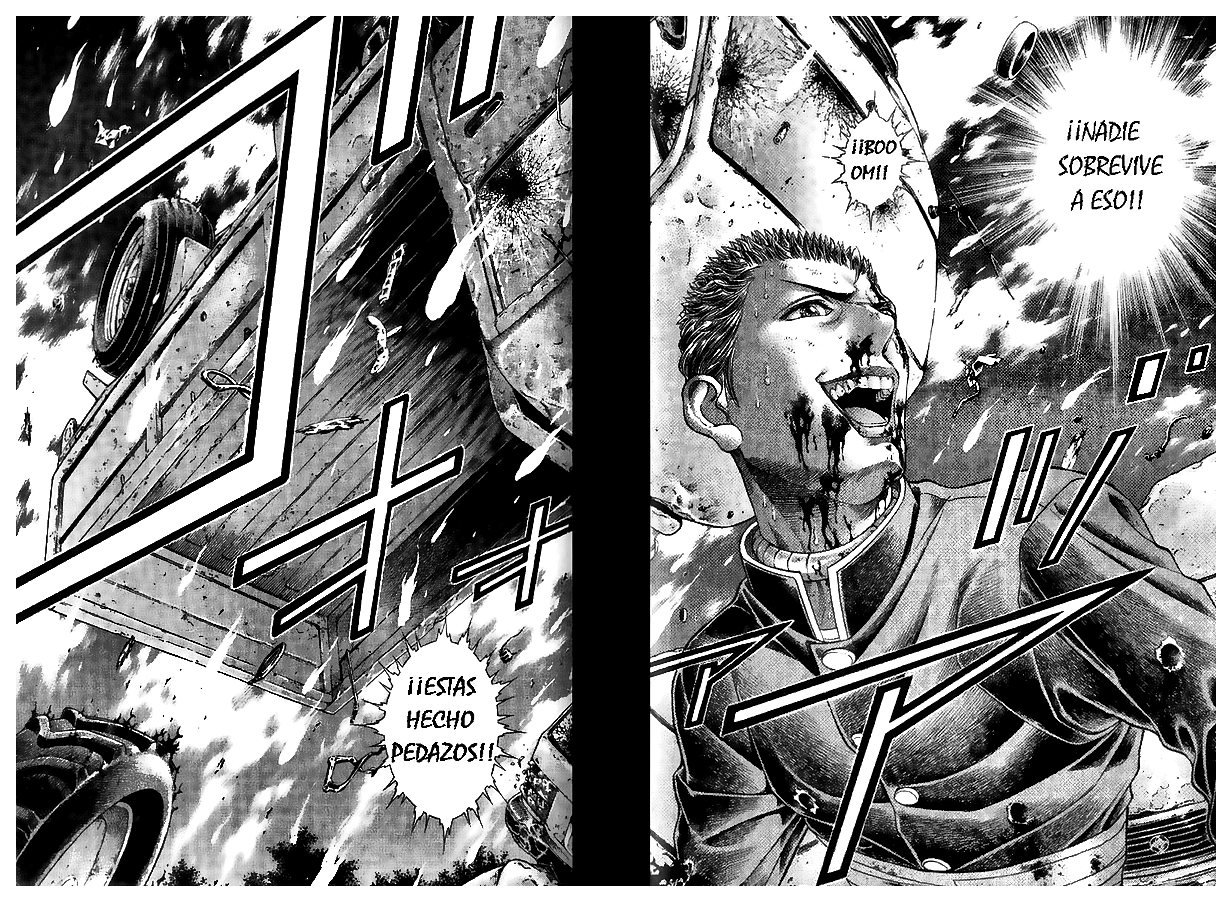 ¡¡NADIE
SOBREVIVE
A ESO!!
¡¡BOO
OM!!
¡¡ESTAS
HECHO
PEDAZOS!!